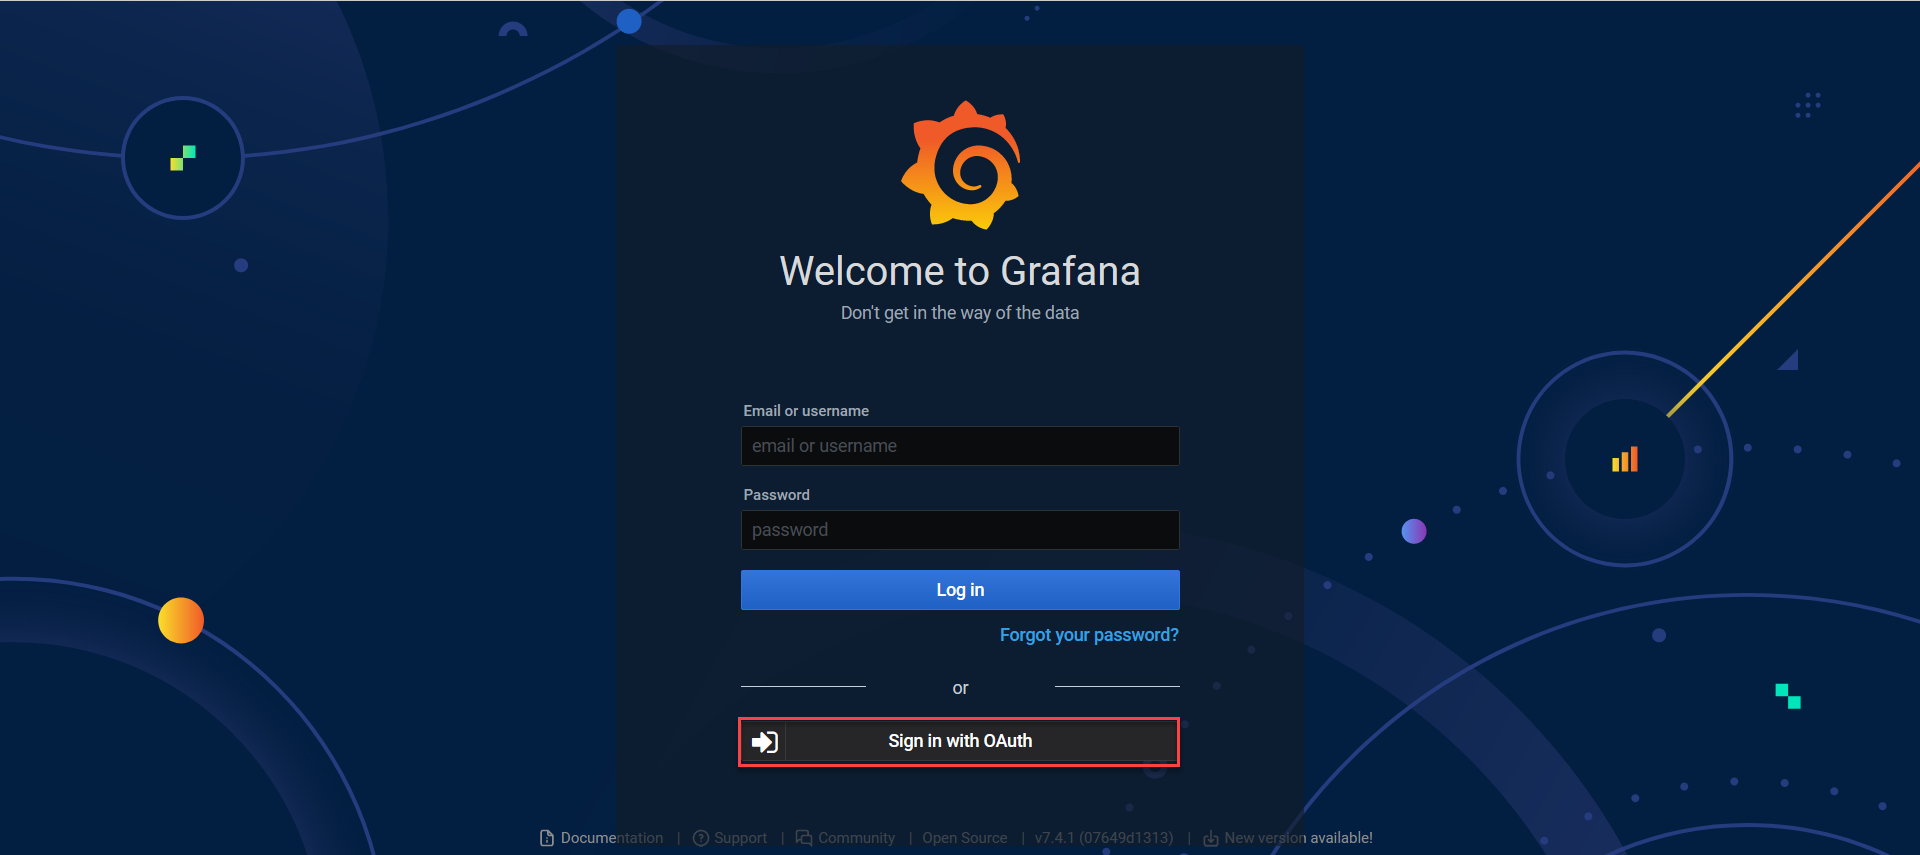 Welcome to Grafana
Don't get in the way of the data
Email or username
email or username
Password
password
Log in
Forgot your password?
or
Sign in with OAuth
Documentation | Support | Community | Open Source | v7.4.1 (07649d1313) | New version available!